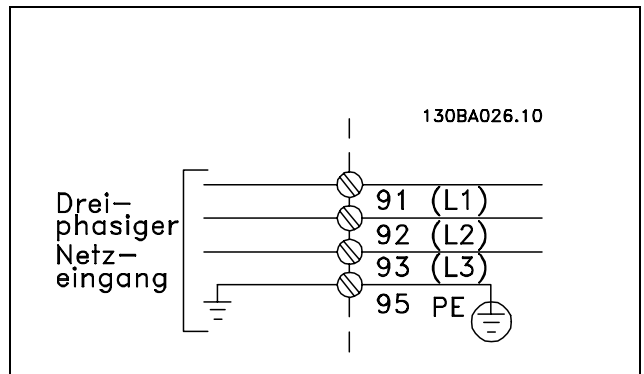 130BA026.10
Drei-
phasiger
Netz-
eingang
91 (L1)
92 (L2)
93 (L3)
95 PE